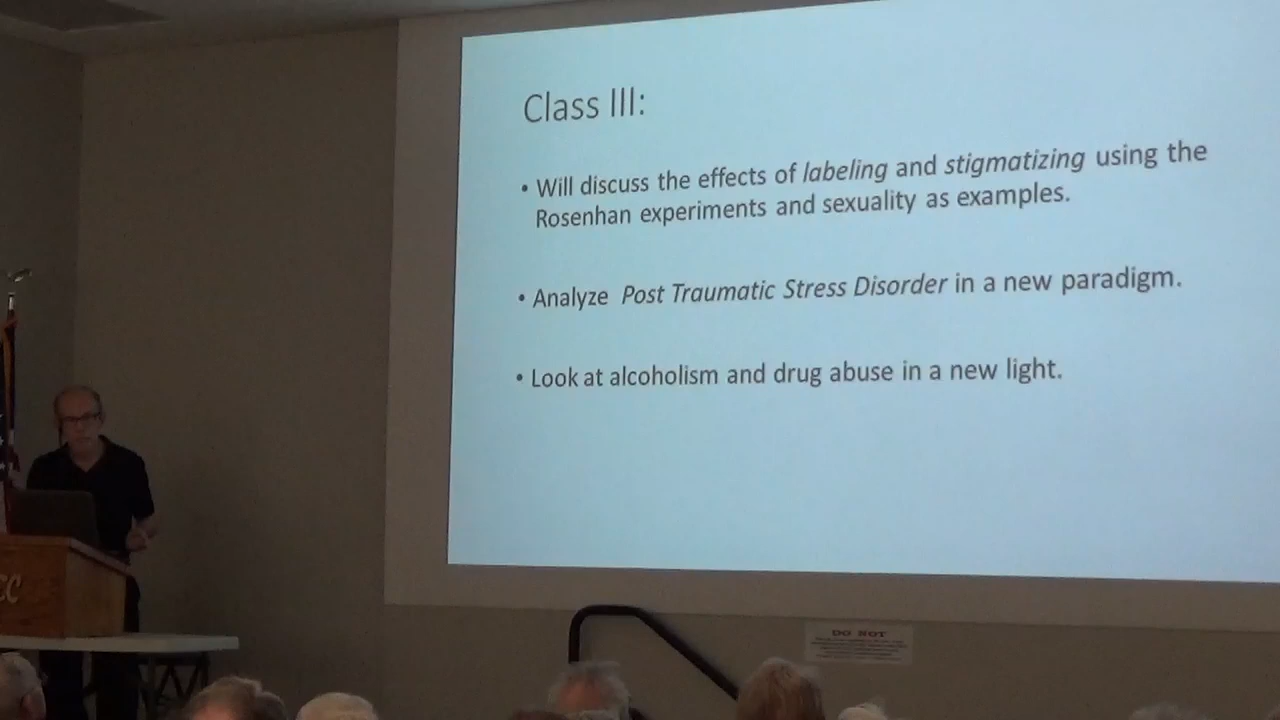 Class III:
• Will discuss the effects of labeling and stigmatizing using the
Rosenhan experiments and sexuality as examples.
• Analyze Post Traumatic Stress Disorder in a new paradigm.
• Look at alcoholism and drug abuse in a new light.
EC
DO NOT